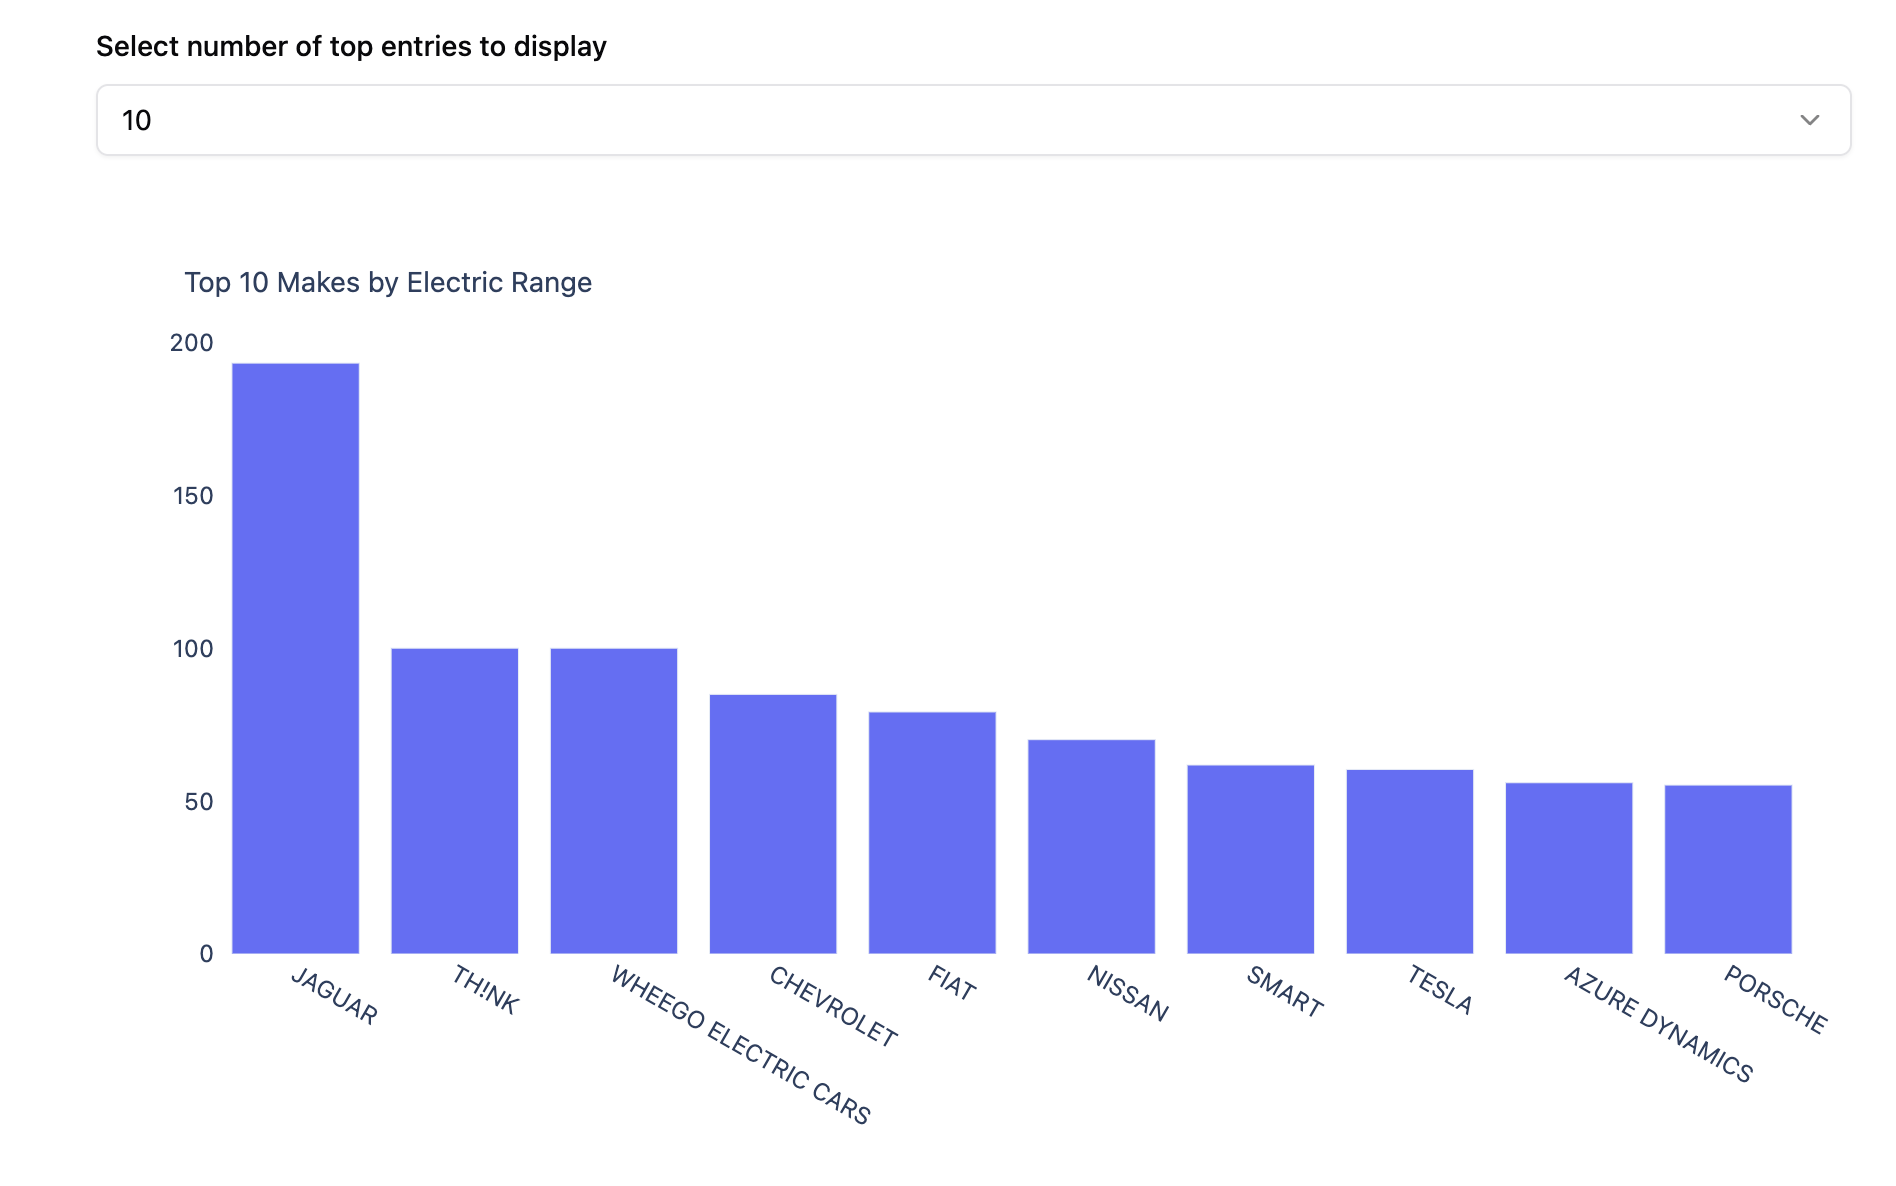 Select number of top entries to display
10
Top 10 Makes by Electric Range
200
150
100
50
0
JAGUAR
TH!NK
WHEEGO ELECTRIC CARS
CHEVROLET
FIAT
NISSAN
SMART
TESLA
AZURE DYNAMICS
PORSCHE